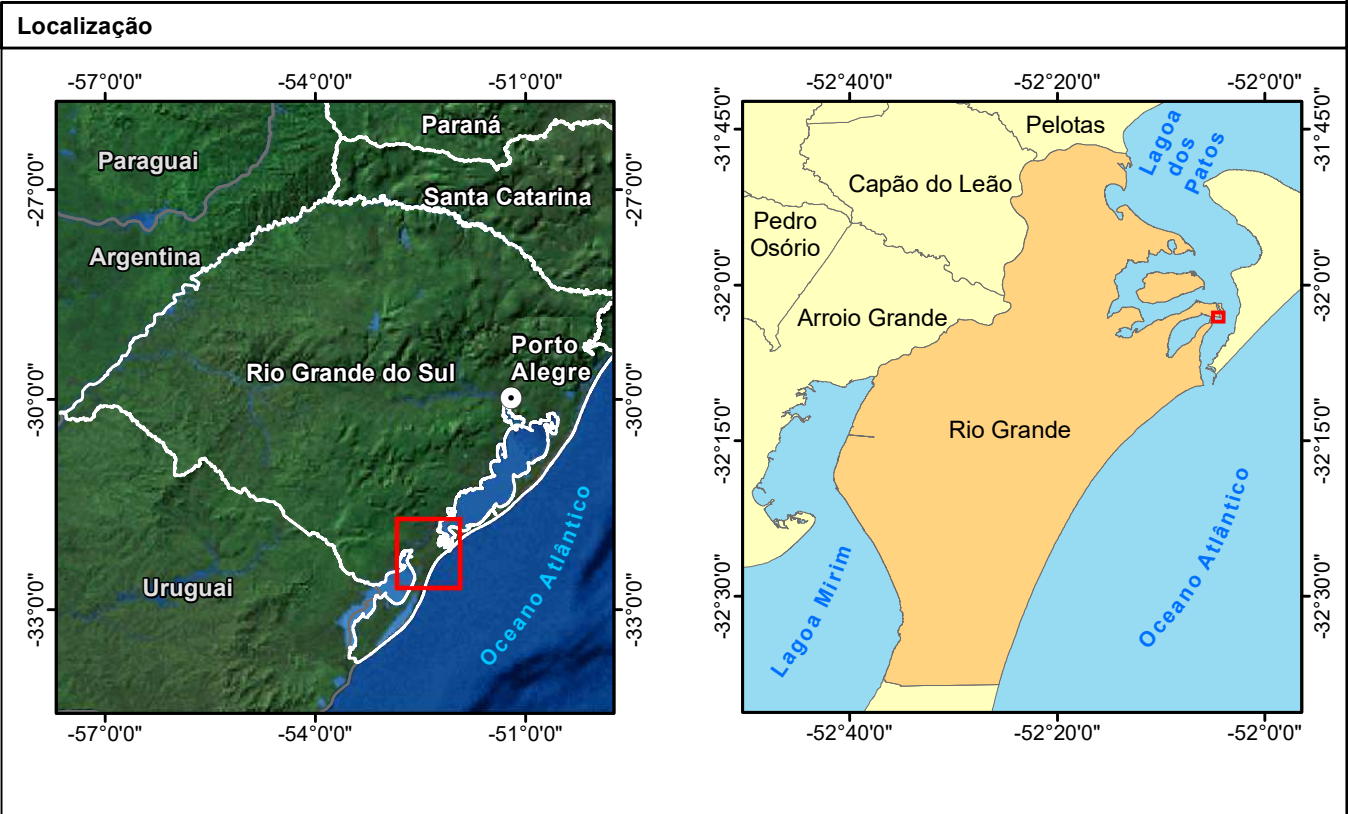 Localização
-57°0'0"
-54°0'0"
-51°0'0"
-27°0'0"
-30°0'0"
-33°0'0"
Paraná
Paraguai
Santa Catarina
Argentina
Porto
Alegre
Rio Grande do Sul
Uruguai
Oceano Atlântico
-27°0'0"
-30°0'0"
-33°0'0"
-57°0'0"
-54°0'0"
-51°0'0"
-52°40'0"
-52°20'0"
-52°0'0"
-31°45'0"
-32°0'0"
-32°15'0"
-32°30'0"
Pelotas
Lagoa
dos
Patos
Capão do Leão
Pedro
Osório
Arroio Grande
Rio Grande
Lagoa Mirim
Oceano Atlântico
-31°45'0"
-32°0'0"
-32°15'0"
-32°30'0"
-52°40'0"
-52°20'0"
-52°0'0"